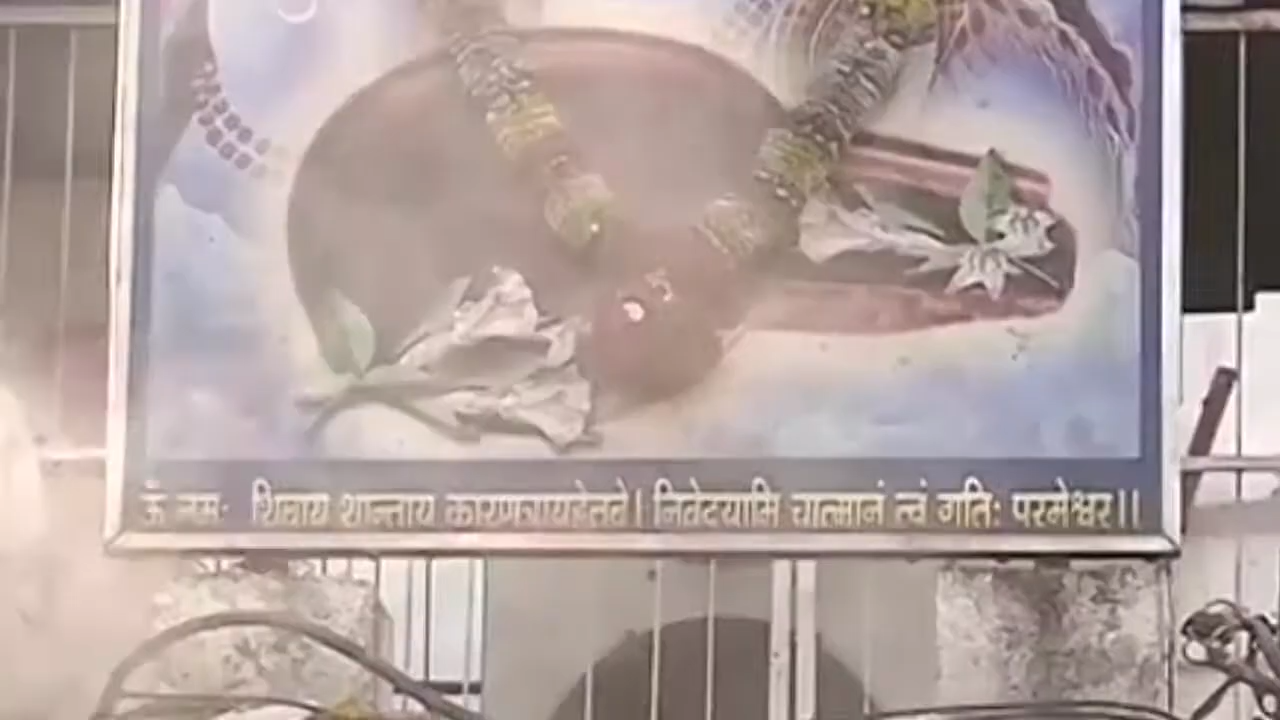 ॐ नमः शिवाय शान्ताय कारणत्रयहेतवे। निवेदयामि चात्मानं त्वं गतिः परमेश्वर।।